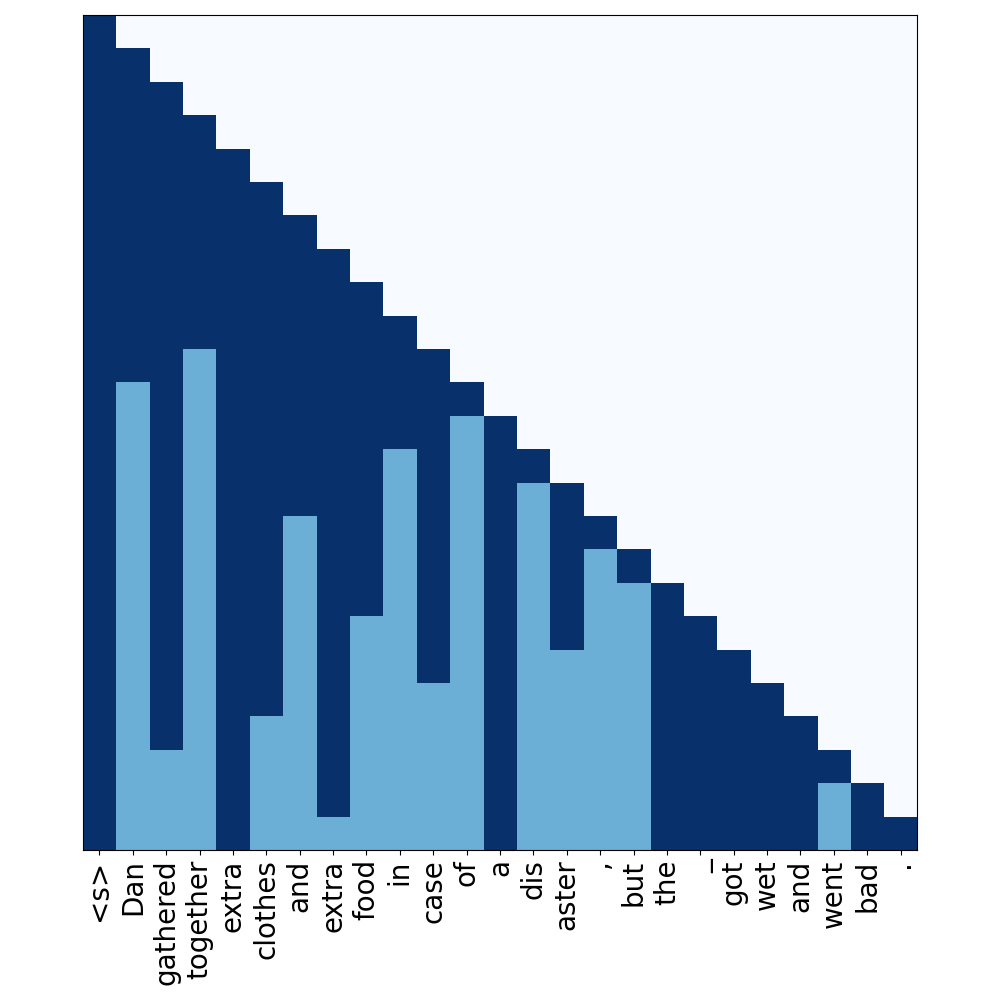 <s>
Dan
gathered
together
extra
clothes
and
extra
food
in
case
of
a
dis
aster
,
but
the
_
got
wet
and
went
bad
.